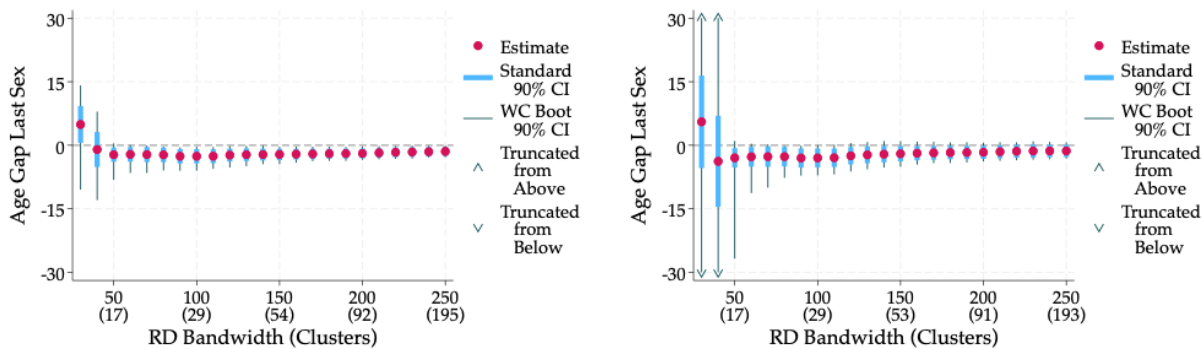 30
15
0
-15
-30
Age Gap Last Sex
50
(17)
100
(29)
150
(54)
200
(92)
250
(195)
RD Bandwidth (Clusters)
Estimate
Standard
90% CI
WC Boot
90% CI
Truncated
from
Above
Truncated
from
Below
30
15
0
-15
-30
Age Gap Last Sex
50
(17)
100
(29)
150
(53)
200
(91)
250
(193)
RD Bandwidth (Clusters)
Estimate
Standard
90% CI
WC Boot
90% CI
Truncated
from
Above
Truncated
from
Below